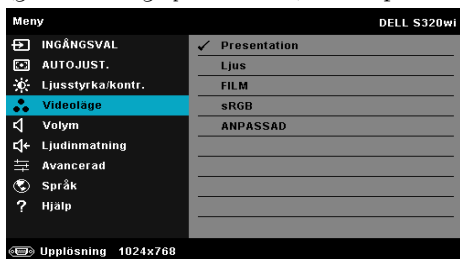 Meny DELL S320wi
INGÅNGSVAL
AUTOJUST.
Ljusstyrka/kontr.
Videoläge
Volym
Ljudinmatning
Avancerad
Språk
Hjälp
Presentation
Ljus
FILM
sRGB
ANPASSAD
Upplösning 1024x768